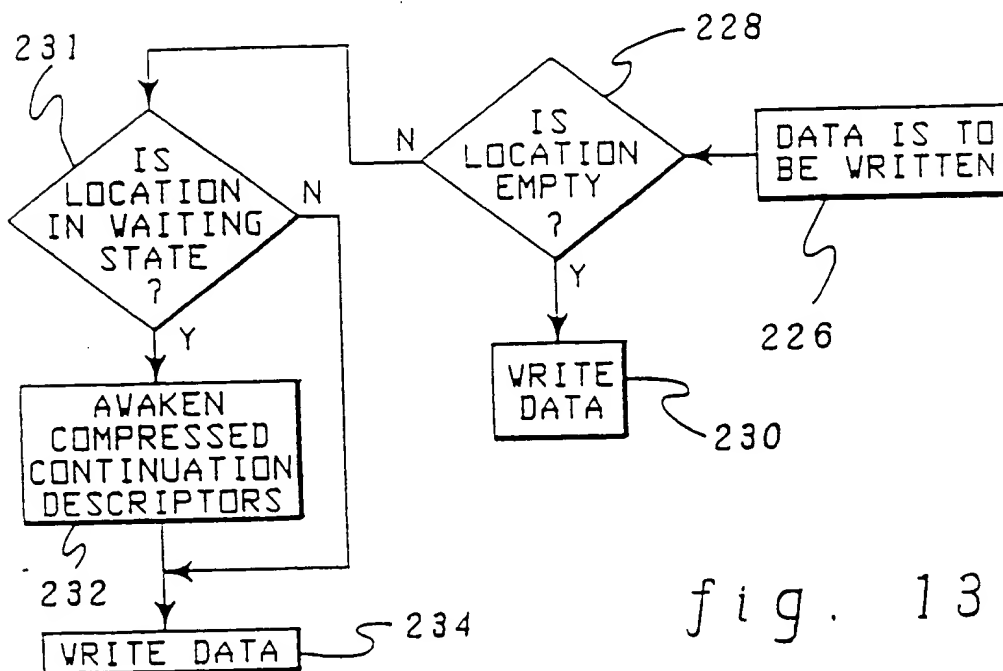 231
228
IS
LOCATION
IN WAITING
STATE
?
N
Y
N
IS
LOCATION
EMPTY
?
Y
DATA IS TO
BE WRITTEN
226
WRITE
DATA
230
AWAKEN
COMPRESSED
CONTINUATION
DESCRIPTORS
232
WRITE DATA
234
fig. 13